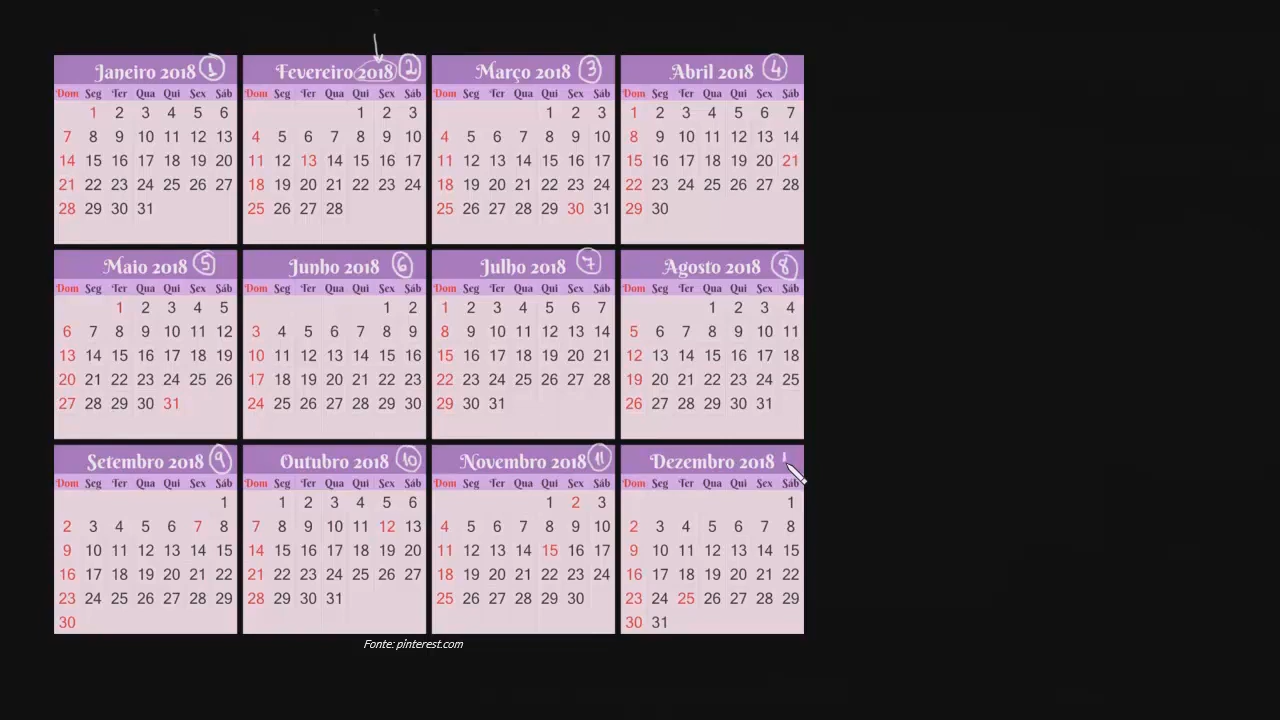 Janeiro 2018 1
Dom Seg Ter Qua Qui Sex Sáb
1 2 3 4 5 6
7 8 9 10 11 12 13
14 15 16 17 18 19 20
21 22 23 24 25 26 27
28 29 30 31
Fevereiro 2018 2
Dom Seg Ter Qua Qui Sex Sáb
1 2 3
4 5 6 7 8 9 10
11 12 13 14 15 16 17
18 19 20 21 22 23 24
25 26 27 28
Março 2018 3
Dom Seg Ter Qua Qui Sex Sáb
1 2 3
4 5 6 7 8 9 10
11 12 13 14 15 16 17
18 19 20 21 22 23 24
25 26 27 28 29 30 31
Abril 2018 4
Dom Seg Ter Qua Qui Sex Sáb
1 2 3 4 5 6 7
8 9 10 11 12 13 14
15 16 17 18 19 20 21
22 23 24 25 26 27 28
29 30
Maio 2018 5
Dom Seg Ter Qua Qui Sex Sáb
1 2 3 4 5
6 7 8 9 10 11 12
13 14 15 16 17 18 19
20 21 22 23 24 25 26
27 28 29 30 31
Junho 2018 6
Dom Seg Ter Qua Qui Sex Sáb
1 2
3 4 5 6 7 8 9
10 11 12 13 14 15 16
17 18 19 20 21 22 23
24 25 26 27 28 29 30
Julho 2018 7
Dom Seg Ter Qua Qui Sex Sáb
1 2 3 4 5 6 7
8 9 10 11 12 13 14
15 16 17 18 19 20 21
22 23 24 25 26 27 28
29 30 31
Agosto 2018 8
Dom Seg Ter Qua Qui Sex Sáb
1 2 3 4
5 6 7 8 9 10 11
12 13 14 15 16 17 18
19 20 21 22 23 24 25
26 27 28 29 30 31
Setembro 2018 9
Dom Seg Ter Qua Qui Sex Sáb
1
2 3 4 5 6 7 8
9 10 11 12 13 14 15
16 17 18 19 20 21 22
23 24 25 26 27 28 29
30
Outubro 2018 10
Dom Seg Ter Qua Qui Sex Sáb
1 2 3 4 5 6
7 8 9 10 11 12 13
14 15 16 17 18 19 20
21 22 23 24 25 26 27
28 29 30 31
Novembro 2018 11
Dom Seg Ter Qua Qui Sex Sáb
1 2 3
4 5 6 7 8 9 10
11 12 13 14 15 16 17
18 19 20 21 22 23 24
25 26 27 28 29 30
Dezembro 2018
Dom Seg Ter Qua Qui Sex Sáb
1
2 3 4 5 6 7 8
9 10 11 12 13 14 15
16 17 18 19 20 21 22
23 24 25 26 27 28 29
30 31
Fonte: pinterest.com